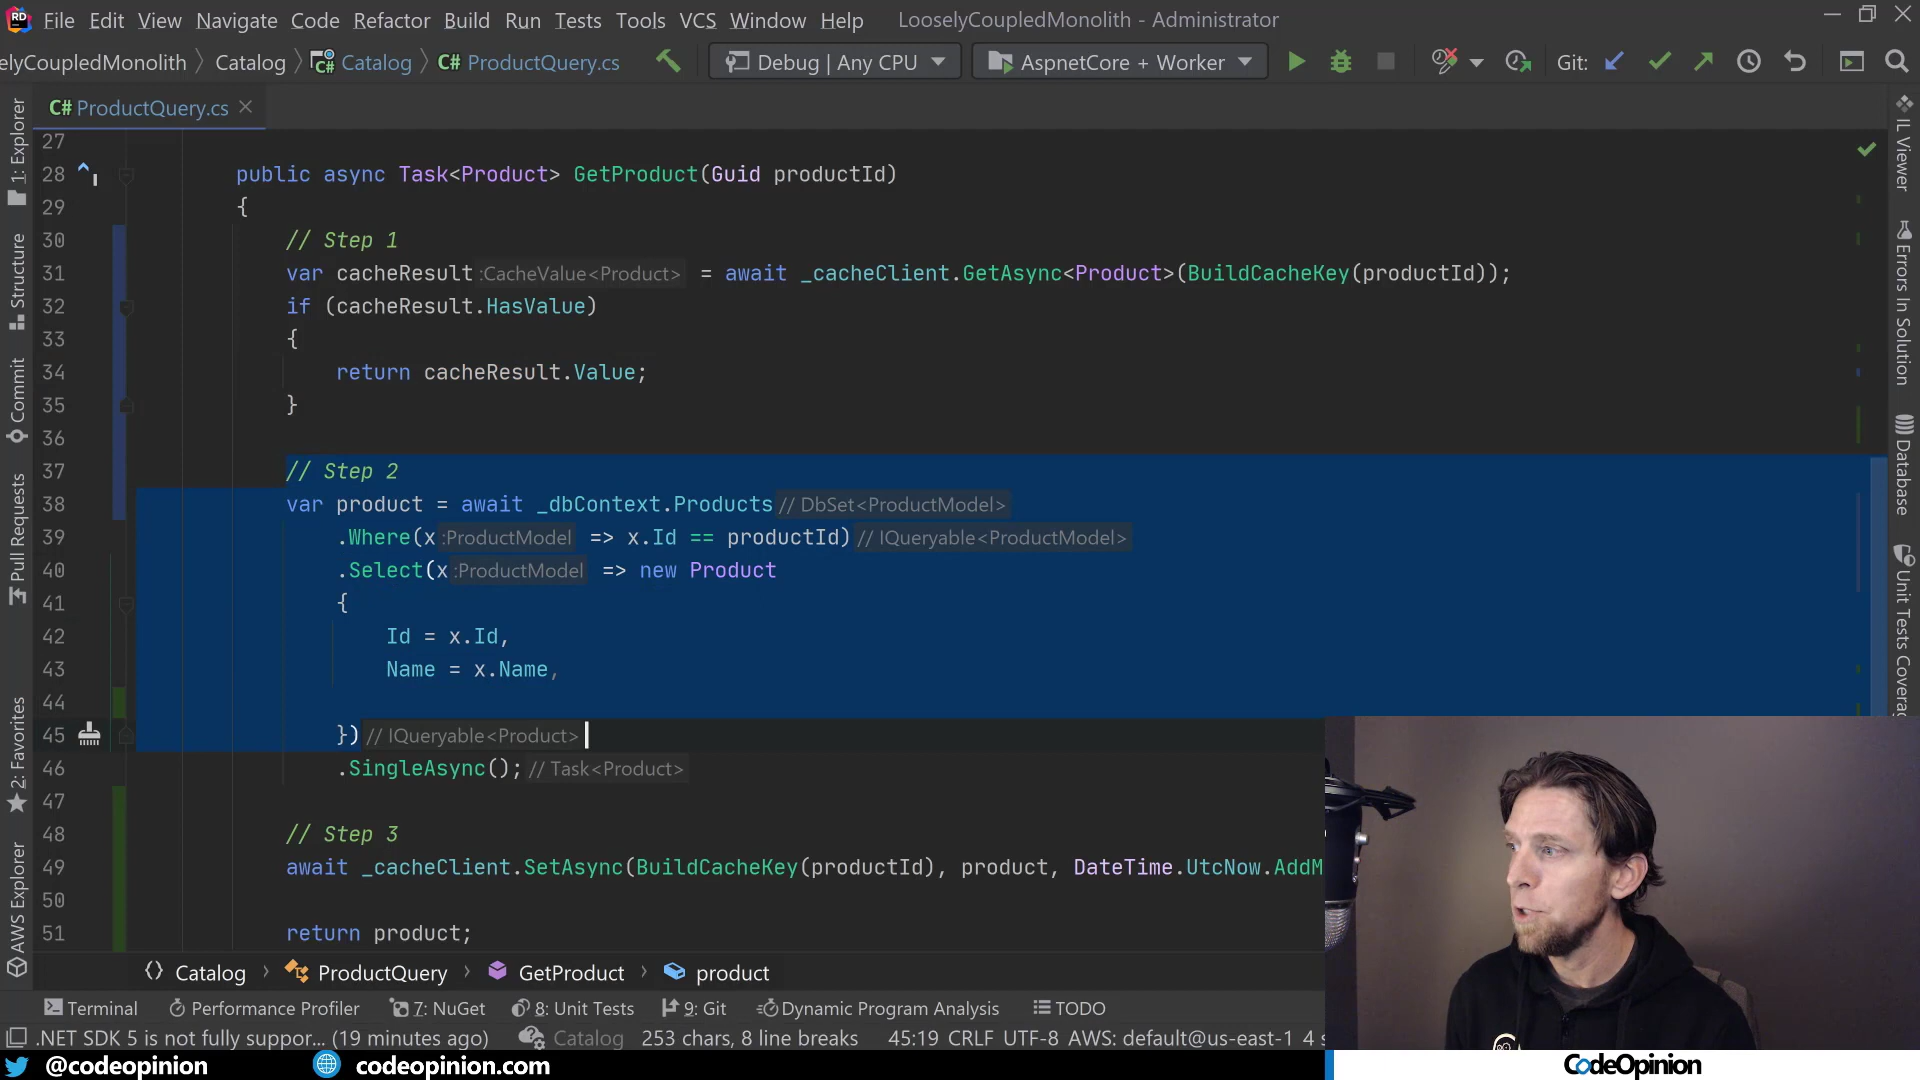 File Edit View Navigate Code Refactor Build Run Tests Tools VCS Window Help LooselyCoupledMonolith - Administrator
selyCoupledMonolith Catalog Catalog C# ProductQuery.cs Debug | Any CPU AspnetCore + Worker Git:
C# ProductQuery.cs
27
28 public async Task<Product> GetProduct(Guid productId)
29 {
30 // Step 1
31 var cacheResult :CacheValue<Product> = await _cacheClient.GetAsync<Product>(BuildCacheKey(productId));
32 if (cacheResult.HasValue)
33 {
34 return cacheResult.Value;
35 }
36
37 // Step 2
38 var product = await _dbContext.Products // DbSet<ProductModel>
39 .Where(x :ProductModel => x.Id == productId) // IQueryable<ProductModel>
40 .Select(x :ProductModel => new Product
41 {
42 Id = x.Id,
43 Name = x.Name,
44
45 }) // IQueryable<Product>
46 .SingleAsync(); // Task<Product>
47
48 // Step 3
49 await _cacheClient.SetAsync(BuildCacheKey(productId), product, DateTime.UtcNow.AddM
50
51 return product;
1: Explorer
Structure
Commit
Pull Requests
2: Favorites
AWS Explorer
IL Viewer
Errors In Solution
Database
Unit Tests Coverag
Catalog ProductQuery GetProduct product
Terminal Performance Profiler 7: NuGet 8: Unit Tests 9: Git Dynamic Program Analysis TODO
.NET SDK 5 is not fully suppor... (19 minutes ago) Catalog 253 chars, 8 line breaks 45:19 CRLF UTF-8 AWS: default@us-east-1 4 s
@codeopinion codeopinion.com CodeOpinion